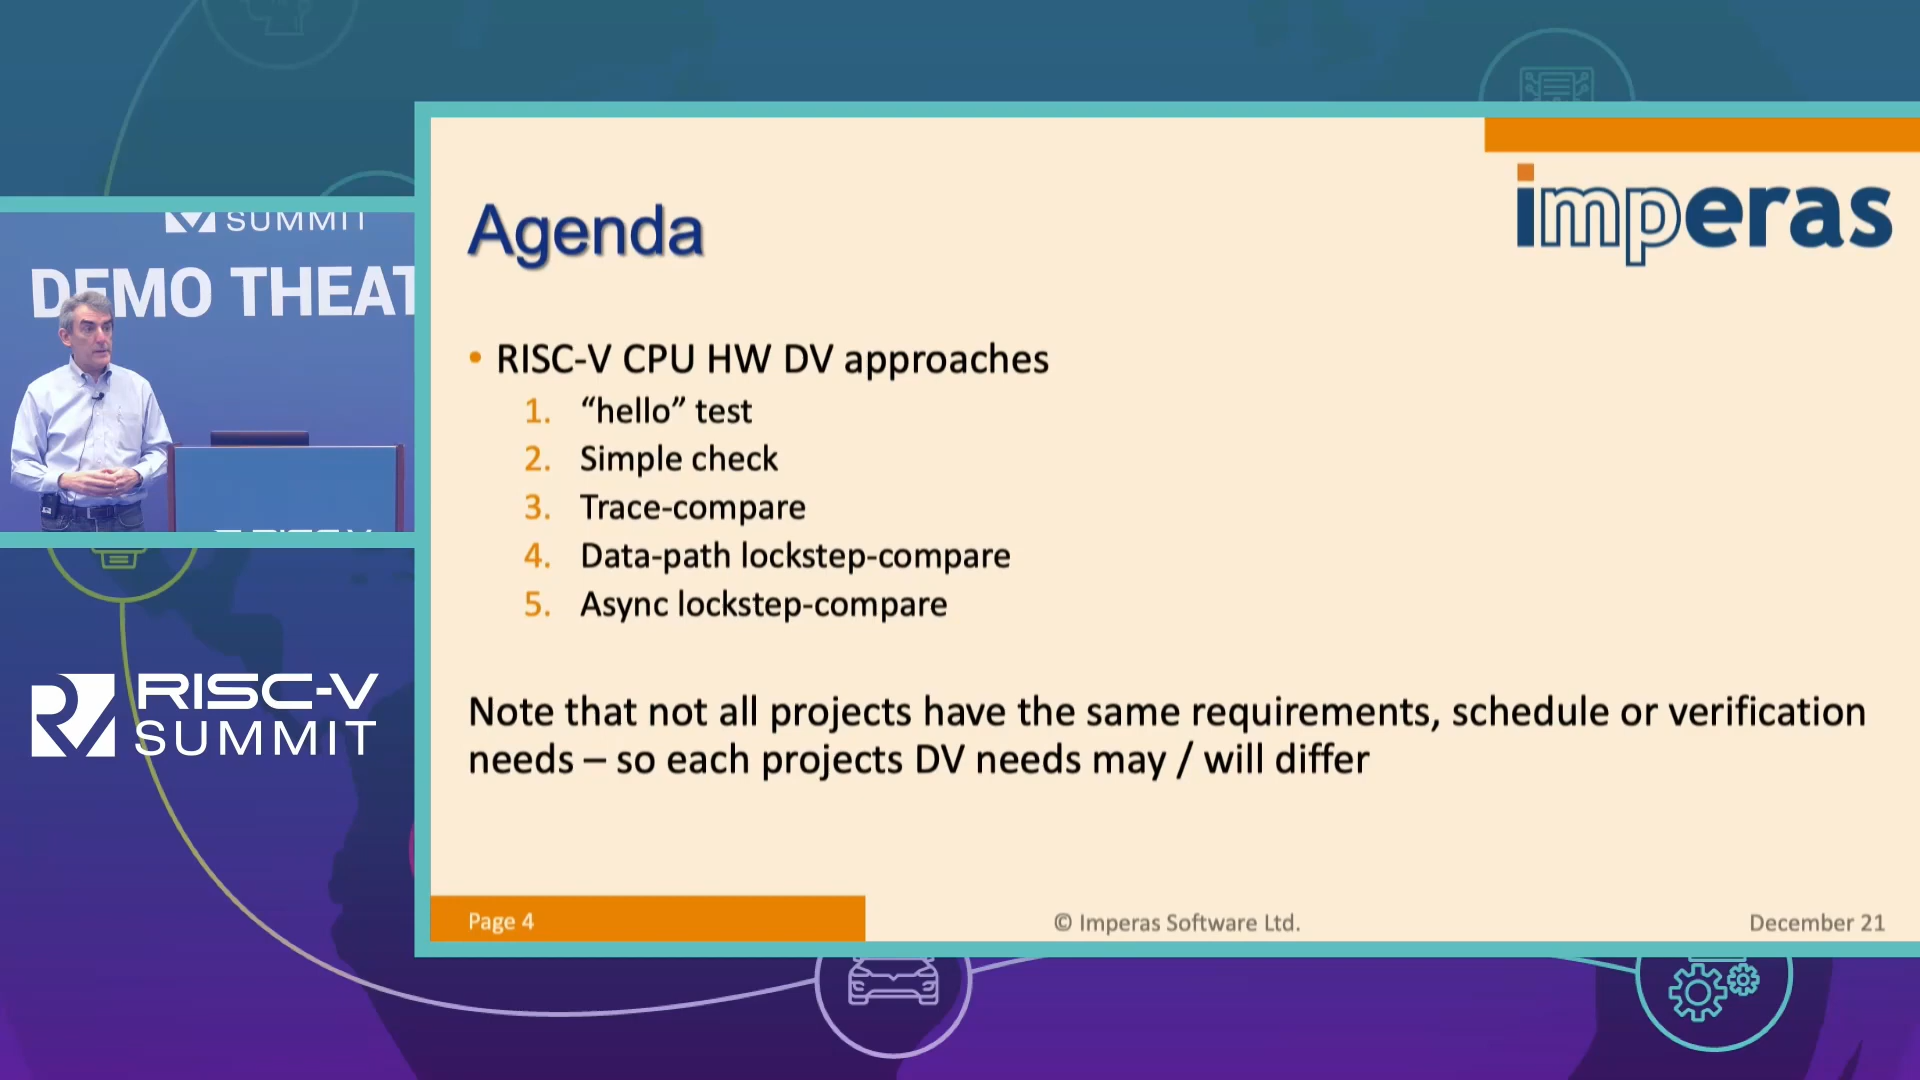 SUMMIT
DEMO THEAT
RISC-V
RISC-V
SUMMIT
imperas
Agenda
• RISC-V CPU HW DV approaches
1. “hello” test
2. Simple check
3. Trace-compare
4. Data-path lockstep-compare
5. Async lockstep-compare
Note that not all projects have the same requirements, schedule or verification
needs – so each projects DV needs may / will differ
Page 4
© Imperas Software Ltd.
December 21